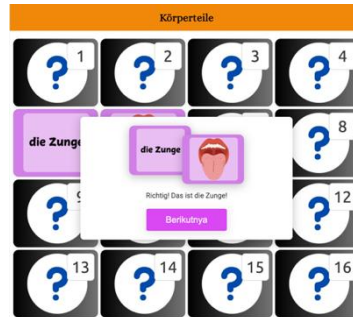 Körperteile
? 1
? 2
? 3
? 4
die Zunge
die Zunge
? 8
Richtig! Das ist die Zunge!
Berikutnya
? 12
? 13
? 14
? 15
? 16